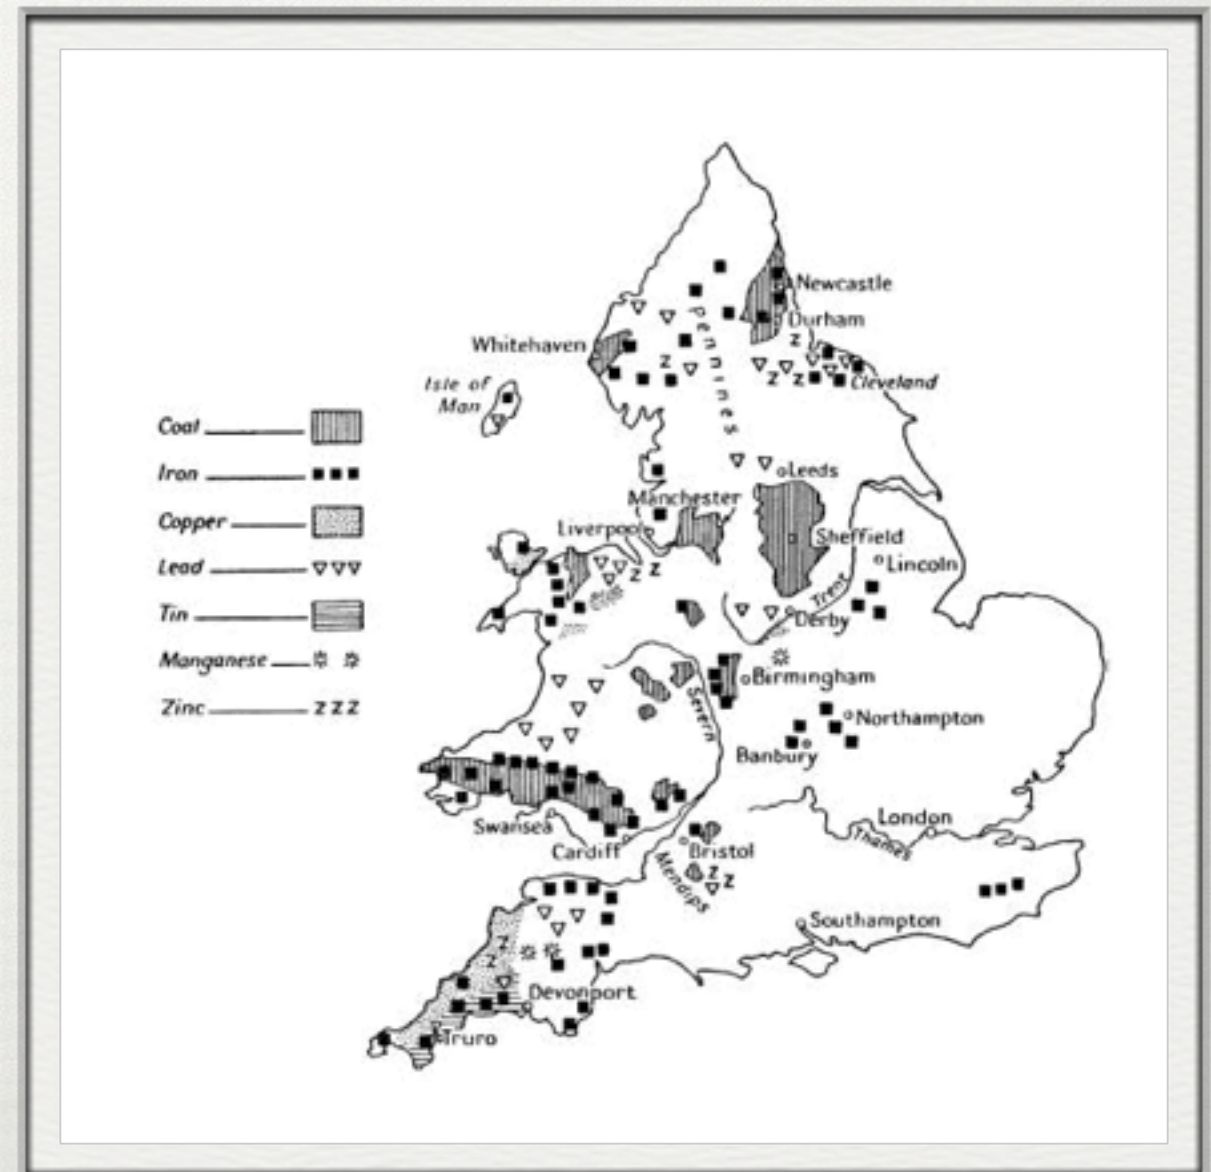 Newcastle
Durham
Whitehaven
Pennines
Isle of
Man
Cleveland
Coal
Iron
Copper
Lead
Tin
Manganese
Zinc
z z z
Leeds
Manchester
Liverpool
Sheffield
Lincoln
Trent
Derby
Birmingham
Severn
Northampton
Banbury
Swansea
Cardiff
Bristol
Mendips
London
Thames
Southampton
Devonport
Truro